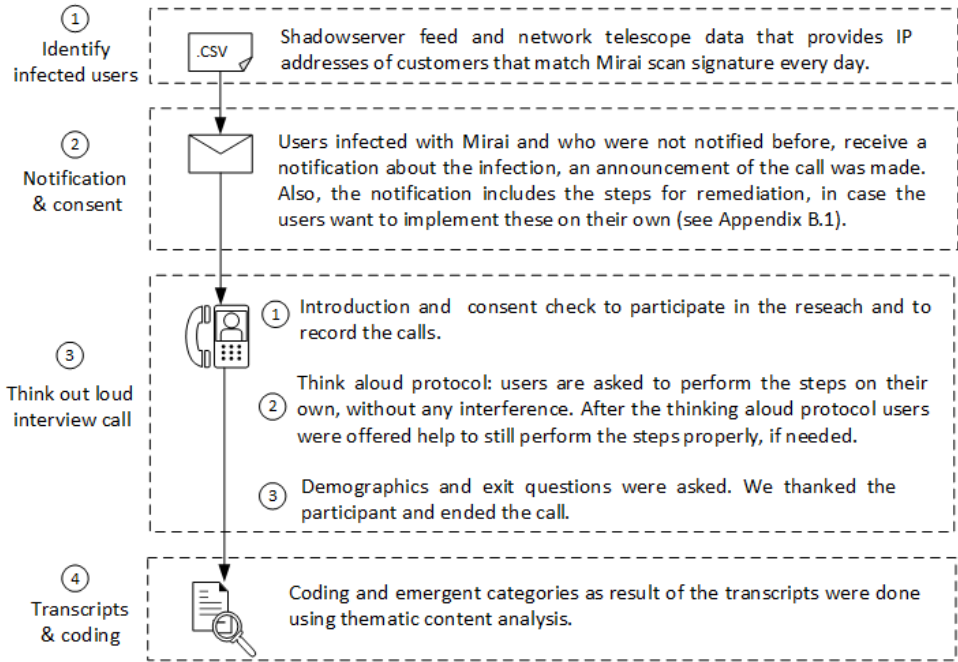 1
Identify
infected users
.CSV
Shadowserver feed and network telescope data that provides IP
addresses of customers that match Mirai scan signature every day.
2
Notification
& consent
Users infected with Mirai and who were not notified before, receive a
notification about the infection, an announcement of the call was made.
Also, the notification includes the steps for remediation, in case the
users want to implement these on their own (see Appendix B.1).
3
Think out loud
interview call
1
Introduction and consent check to participate in the reseach and to
record the calls.
2
Think aloud protocol: users are asked to perform the steps on their
own, without any interference. After the thinking aloud protocol users
were offered help to still perform the steps properly, if needed.
3
Demographics and exit questions were asked. We thanked the
participant and ended the call.
4
Transcripts
& coding
Coding and emergent categories as result of the transcripts were done
using thematic content analysis.